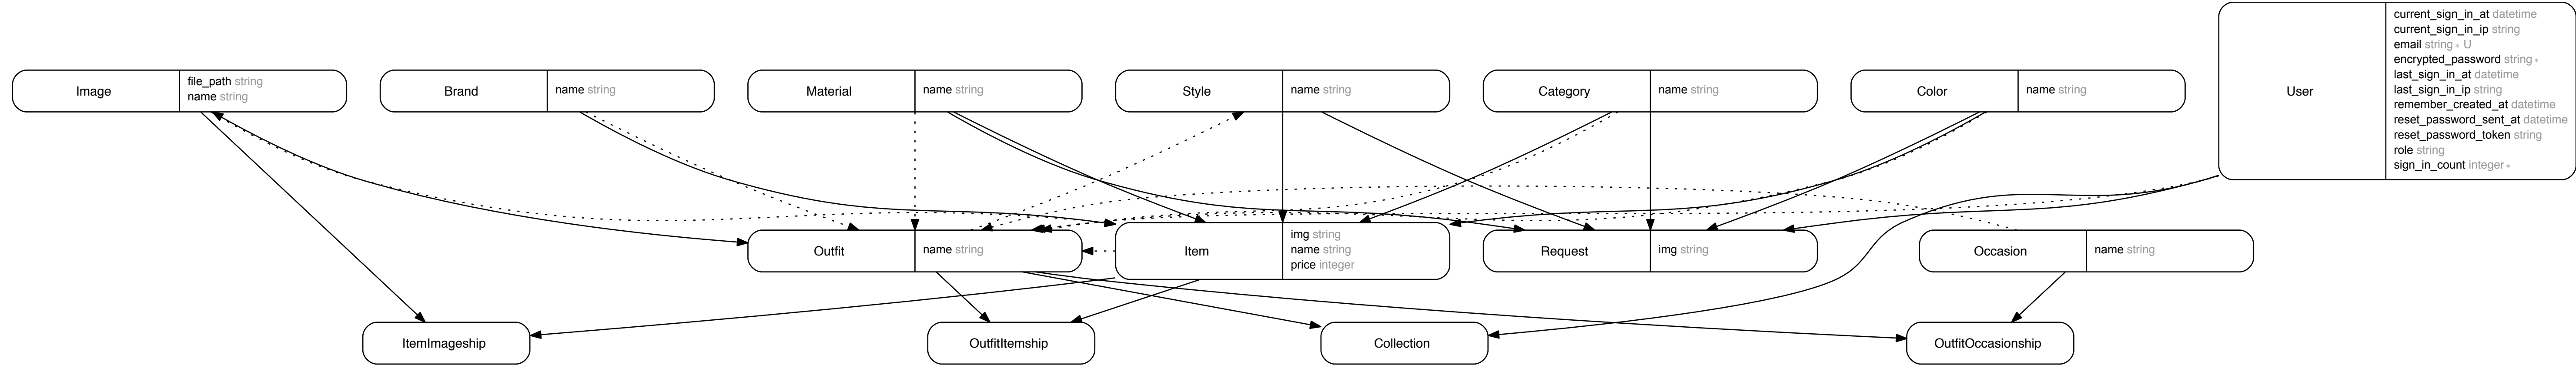 Image
file_path string
name string
Brand
name string
Material
name string
Style
name string
Category
name string
Color
name string
User
current_sign_in_at datetime
current_sign_in_ip string
email string * U
encrypted_password string *
last_sign_in_at datetime
last_sign_in_ip string
remember_created_at datetime
reset_password_sent_at datetime
reset_password_token string
role string
sign_in_count integer *
Outfit
name string
Item
img string
name string
price integer
Request
img string
Occasion
name string
ItemImageship
OutfitItemship
Collection
OutfitOccasionship